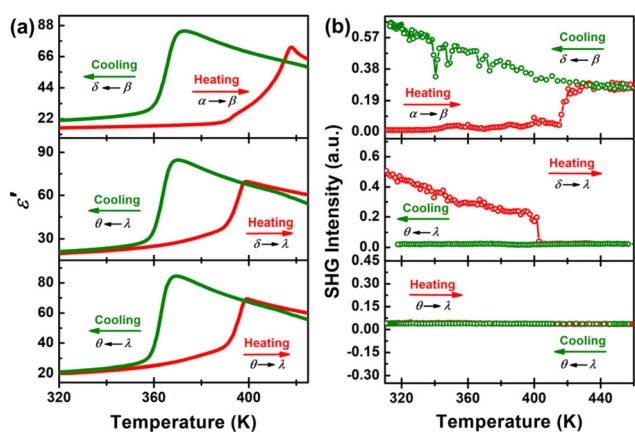 (a)
88
66
44
22
Cooling
δ ← β
Heating
α → β
90
60
30
Cooling
θ ← λ
Heating
δ → λ
80
60
40
20
Cooling
θ ← λ
Heating
θ → λ
ε'
320 360 400
Temperature (K)
(b)
0.57
0.38
0.19
0.00
Cooling
δ ← β
Heating
α → β
0.6
0.4
0.2
0.0
Heating
δ → λ
Cooling
θ ← λ
0.45
0.30
0.15
0.00
-0.15
-0.30
Heating
θ → λ
Cooling
θ ← λ
SHG Intensity (a.u.)
310 360 400 440
Temperature (K)